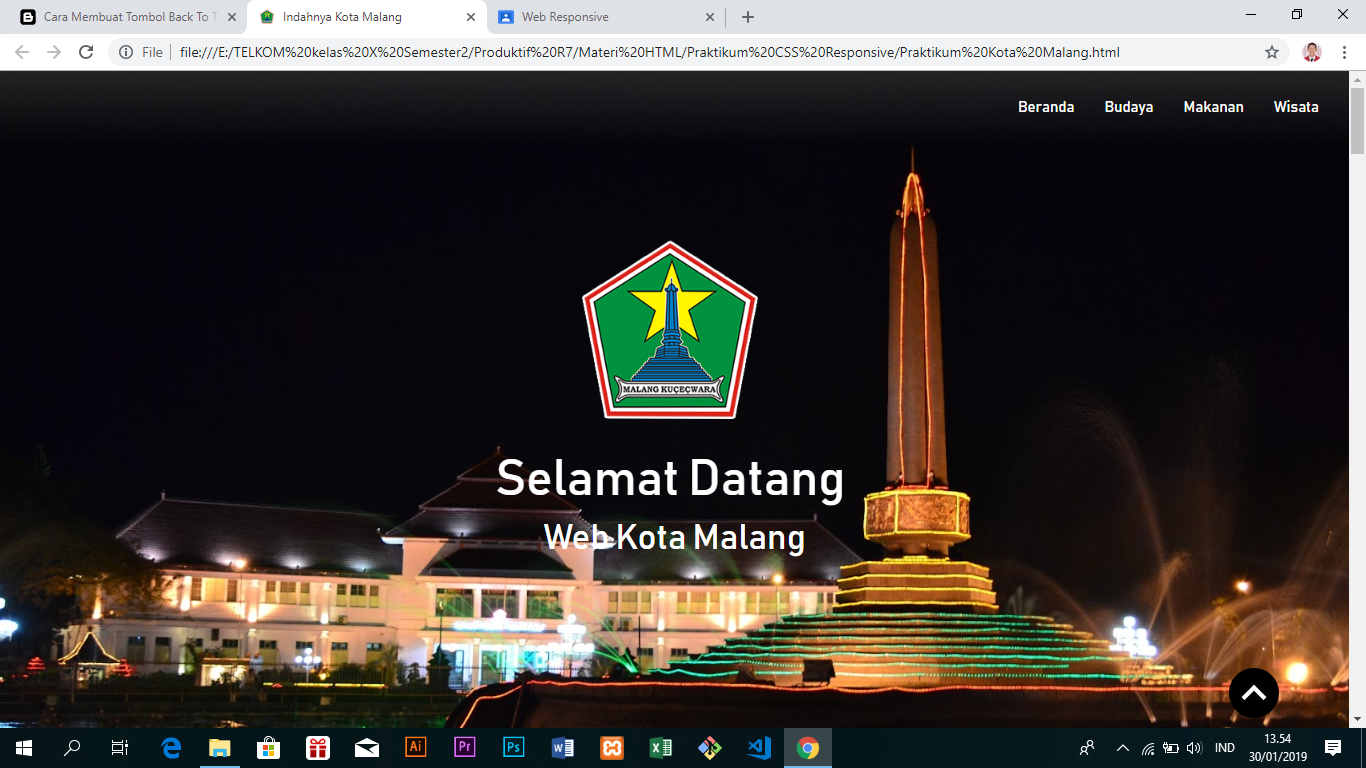 Cara Membuat Tombol Back To T
Indahnya Kota Malang
Web Responsive
File
file:///E:/TELKOM%20kelas%20X%20Semester2/Produktif%20R7/Materi%20HTML/Praktikum%20CSS%20Responsive/Praktikum%20Kota%20Malang.html
Beranda Budaya Makanan Wisata
MALANG KUÇEÇWARA
Selamat Datang
Web Kota Malang
Ai Pr Ps
IND
13.54
30/01/2019